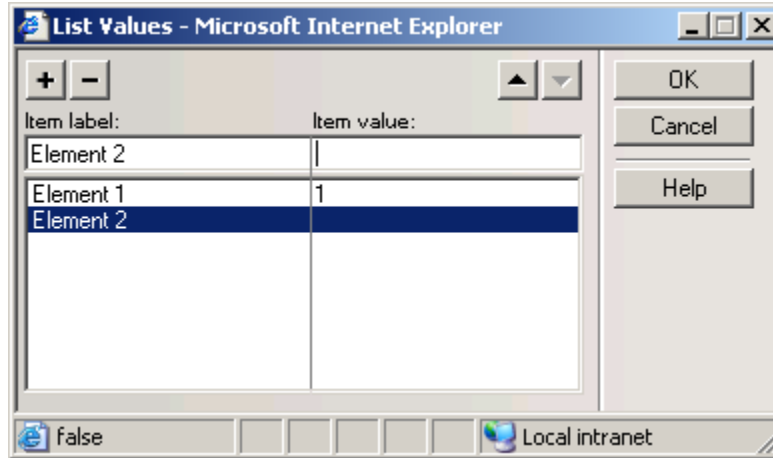 List Values - Microsoft Internet Explorer
OK
Item label: Item value:
Cancel
Element 2
Element 1 1
Help
Element 2
false Local intranet